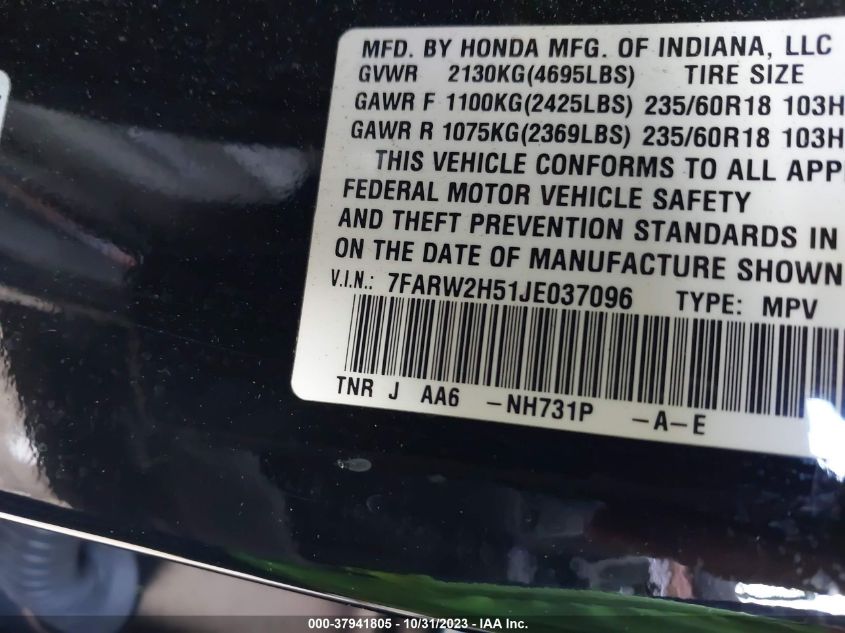 MFD. BY HONDA MFG. OF INDIANA, LLC
GVWR 2130KG(4695LBS) TIRE SIZE
GAWR F 1100KG(2425LBS) 235/60R18 103H
GAWR R 1075KG(2369LBS) 235/60R18 103H
THIS VEHICLE CONFORMS TO ALL APP
FEDERAL MOTOR VEHICLE SAFETY
AND THEFT PREVENTION STANDARDS IN
ON THE DATE OF MANUFACTURE SHOWN
V.I.N.: 7FARW2H51JE037096 TYPE: MPV
TNR J AA6 -NH731P -A-E
000-37941805 / 10/31/2023 - IAA Inc.